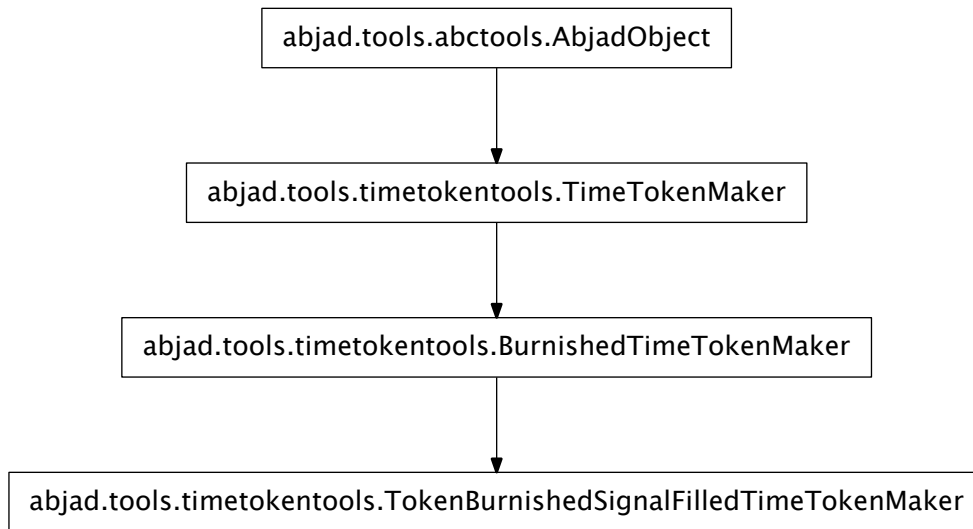 abjad.tools.abctools.AbjadObject
abjad.tools.timetokentools.TimeTokenMaker
abjad.tools.timetokentools.BurnishedTimeTokenMaker
abjad.tools.timetokentools.TokenBurnishedSignalFilledTimeTokenMaker